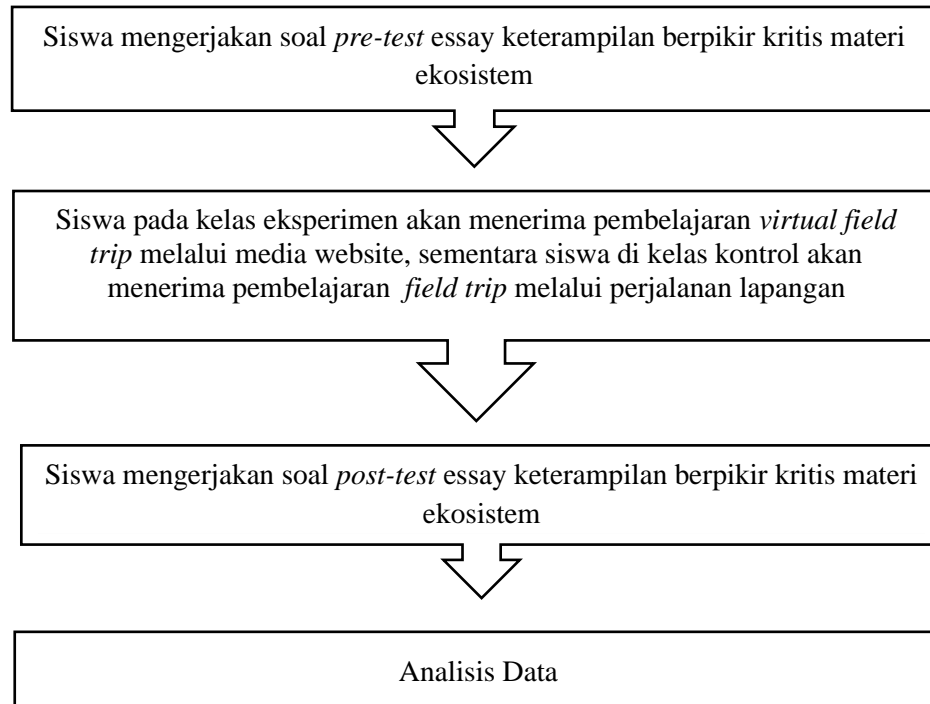 Siswa mengerjakan soal pre-test essay keterampilan berpikir kritis materi
ekosistem
Siswa pada kelas eksperimen akan menerima pembelajaran virtual field
trip melalui media website, sementara siswa di kelas kontrol akan
menerima pembelajaran field trip melalui perjalanan lapangan
Siswa mengerjakan soal post-test essay keterampilan berpikir kritis materi
ekosistem
Analisis Data